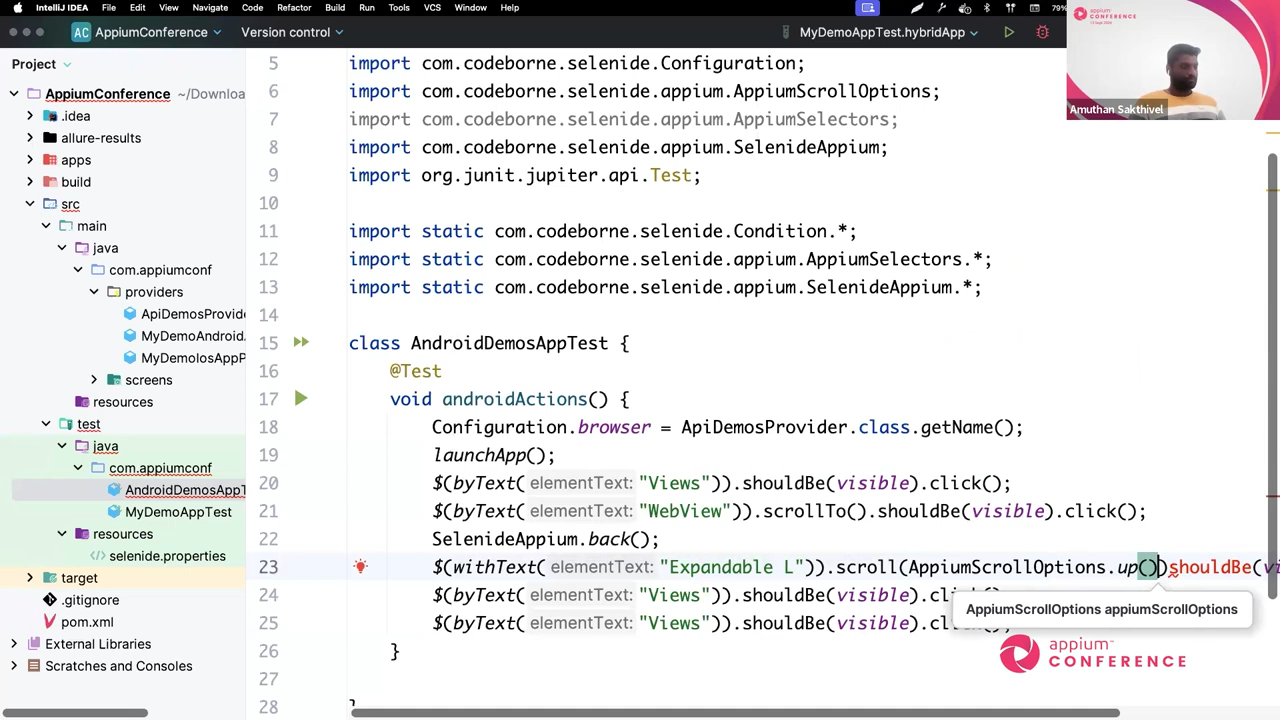 IntelliJ IDEA File Edit View Navigate Code Refactor Build Run Tools VCS Window Help 79%
AC AppiumConference Version control MyDemoAppTest.hybridApp
appium CONFERENCE
Amuthan Sakthivel
Project
AppiumConference ~/Downloa
.idea
allure-results
apps
build
src
main
java
com.appiumconf
providers
ApiDemosProvide
MyDemoAndroid
MyDemoIosAppP
screens
resources
test
java
com.appiumconf
AndroidDemosAppT
MyDemoAppTest
resources
selenide.properties
target
.gitignore
pom.xml
External Libraries
Scratches and Consoles
5 import com.codeborne.selenide.Configuration;
6 import com.codeborne.selenide.appium.AppiumScrollOptions;
7 import com.codeborne.selenide.appium.AppiumSelectors;
8 import com.codeborne.selenide.appium.SelenideAppium;
9 import org.junit.jupiter.api.Test;
10
11 import static com.codeborne.selenide.Condition.*;
12 import static com.codeborne.selenide.appium.AppiumSelectors.*;
13 import static com.codeborne.selenide.appium.SelenideAppium.*;
14
15 class AndroidDemosAppTest {
16 @Test
17 void androidActions() {
18 Configuration.browser = ApiDemosProvider.class.getName();
19 launchApp();
20 $(byText( elementText: "Views")).shouldBe(visible).click();
21 $(byText( elementText: "WebView")).scrollTo().shouldBe(visible).click();
22 SelenideAppium.back();
23 $(withText( elementText: "Expandable L")).scroll(AppiumScrollOptions.up())shouldBe(vi
24 $(byText( elementText: "Views")).shouldBe(visible).cli
25 $(byText( elementText: "Views")).shouldBe(visible).click();
26 }
27
28 }
AppiumScrollOptions appiumScrollOptions
appium
CONFERENCE